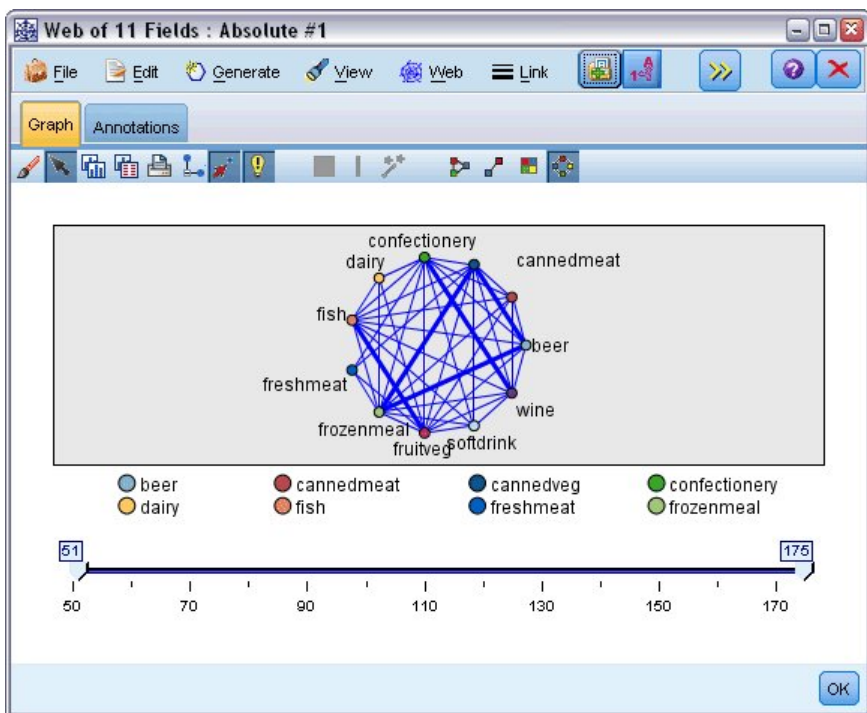 Web of 11 Fields : Absolute #1
File Edit Generate View Web Link
Graph Annotations
confectionery
dairy cannedmeat
fish
beer
freshmeat
wine
frozenmeal
fruitveg softdrink
beer cannedmeat cannedveg confectionery
dairy fish freshmeat frozenmeal
51 175
50 70 90 110 130 150 170
OK